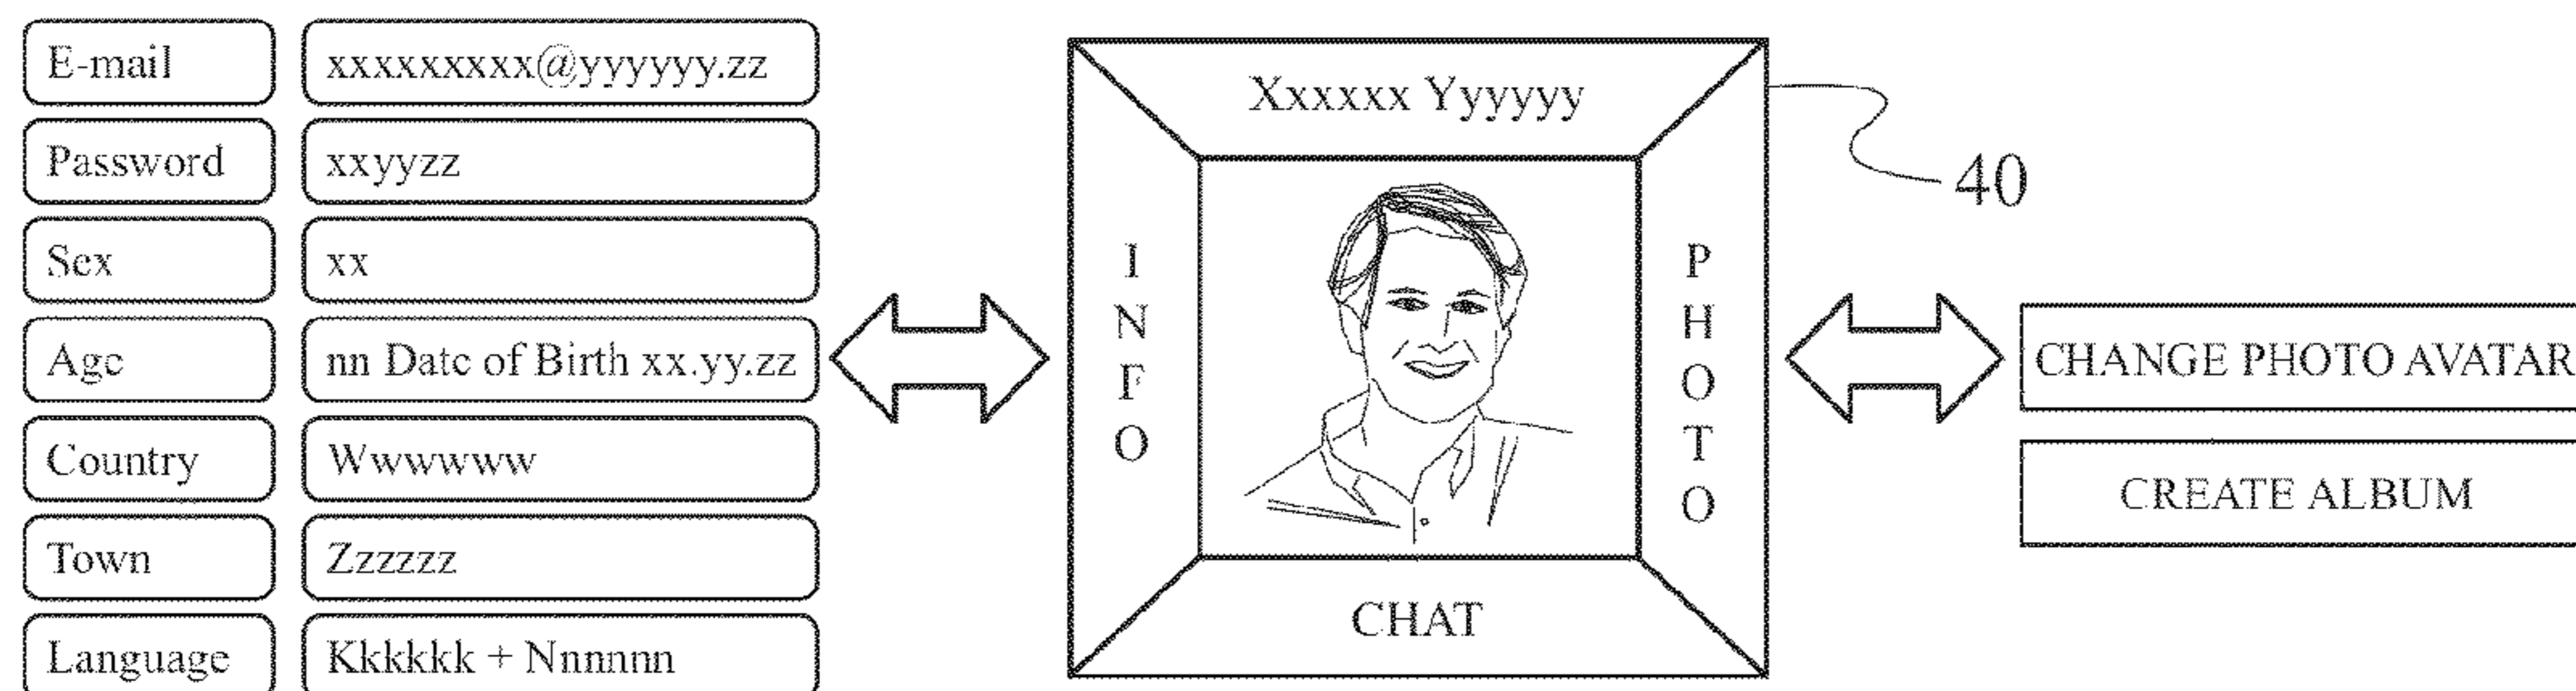 E-mail
xxxxxxxxx@yyyyyy.zz
Password
xxyyzz
Sex
xx
Age
nn Date of Birth xx.yy.zz
Country
Wwwwww
Town
Zzzzzz
Language
Kkkkkk + Nnnnnn
Xxxxxx Yyyyyy
INFO
PHOTO
CHAT
40
CHANGE PHOTO AVATAR
CREATE ALBUM